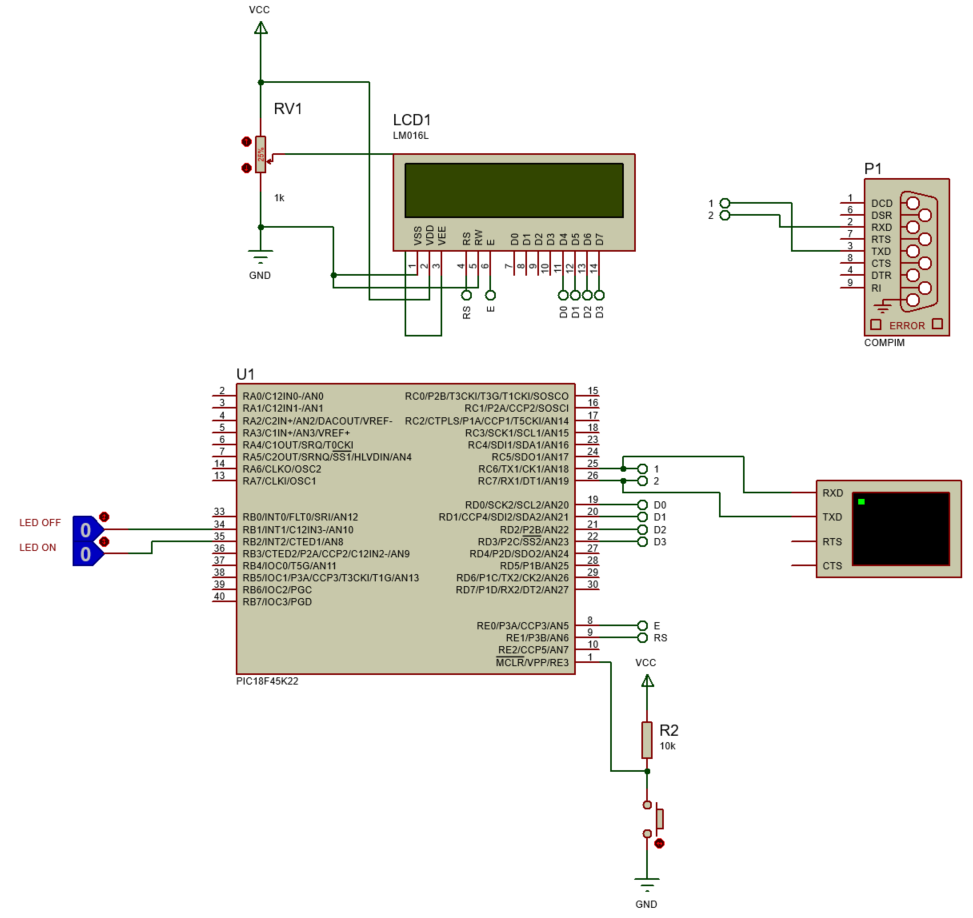 VCC
RV1
25%
1k
GND
LCD1
LM016L
VSS
VDD
VEE
RS
RW
E
D0
D1
D2
D3
D4
D5
D6
D7
1
2
3
4
5
6
7
8
9
10
11
12
13
14
RS
E
D0
D1
D2
D3
P1
1
2
1 DCD
6 DSR
2 RXD
7 RTS
3 TXD
8 CTS
4 DTR
9 RI
ERROR
COMPIM
U1
2 RA0/C12IN0-/AN0
3 RA1/C12IN1-/AN1
4 RA2/C2IN+/AN2/DACOUT/VREF-
5 RA3/C1IN+/AN3/VREF+
6 RA4/C1OUT/SRQ/T0CKI
7 RA5/C2OUT/SRNQ/SS1/HLVDIN/AN4
14 RA6/CLKO/OSC2
13 RA7/CLKI/OSC1
33 RB0/INT0/FLT0/SRI/AN12
34 RB1/INT1/C12IN3-/AN10
35 RB2/INT2/CTED1/AN8
36 RB3/CTED2/P2A/CCP2/C12IN2-/AN9
37 RB4/IOC0/T5G/AN11
38 RB5/IOC1/P3A/CCP3/T3CKI/T1G/AN13
39 RB6/IOC2/PGC
40 RB7/IOC3/PGD
RC0/P2B/T3CKI/T3G/T1CKI/SOSCO 15
RC1/P2A/CCP2/SOSCI 16
RC2/CTPLS/P1A/CCP1/T5CKI/AN14 17
RC3/SCK1/SCL1/AN15 18
RC4/SDI1/SDA1/AN16 23
RC5/SDO1/AN17 24
RC6/TX1/CK1/AN18 25 1
RC7/RX1/DT1/AN19 26 2
RD0/SCK2/SCL2/AN20 19 D0
RD1/CCP4/SDI2/SDA2/AN21 20 D1
RD2/P2B/AN22 21 D2
RD3/P2C/SS2/AN23 22 D3
RD4/P2D/SDO2/AN24 27
RD5/P1B/AN25 28
RD6/P1C/TX2/CK2/AN26 29
RD7/P1D/RX2/DT2/AN27 30
RE0/P3A/CCP3/AN5 8 E
RE1/P3B/AN6 9 RS
RE2/CCP5/AN7 10
MCLR/VPP/RE3 1
PIC18F45K22
LED OFF
0
LED ON
0
RXD
TXD
RTS
CTS
VCC
R2
10k
GND